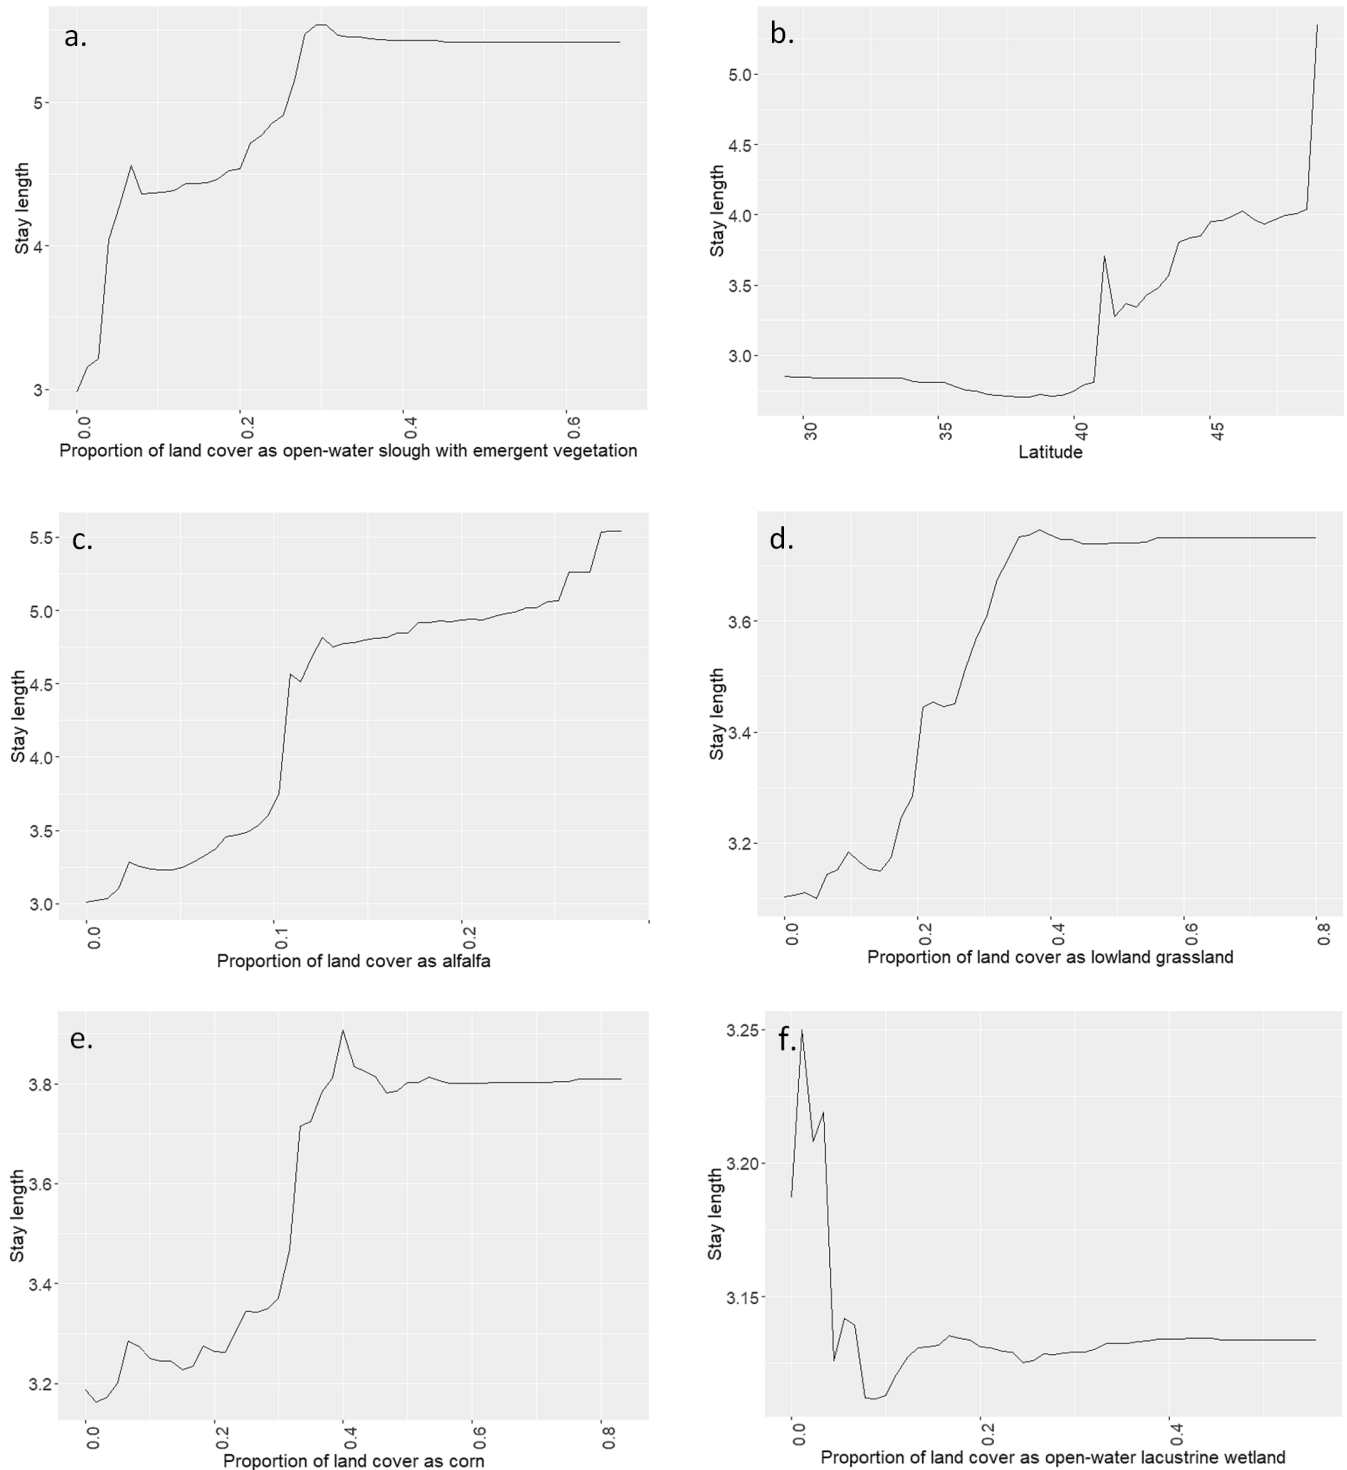 a.
5
4
3
Stay length
0.0
0.2
0.4
0.6
Proportion of land cover as open-water slough with emergent vegetation
b.
5.0
4.5
4.0
3.5
3.0
Stay length
30
35
40
45
Latitude
c.
5.5
5.0
4.5
4.0
3.5
3.0
Stay length
0.0
0.1
0.2
Proportion of land cover as alfalfa
d.
3.6
3.4
3.2
Stay length
0.0
0.2
0.4
0.6
0.8
Proportion of land cover as lowland grassland
e.
3.8
3.6
3.4
3.2
Stay length
0.0
0.2
0.4
0.6
0.8
Proportion of land cover as corn
f.
3.25
3.20
3.15
Stay length
0.0
0.2
0.4
Proportion of land cover as open-water lacustrine wetland